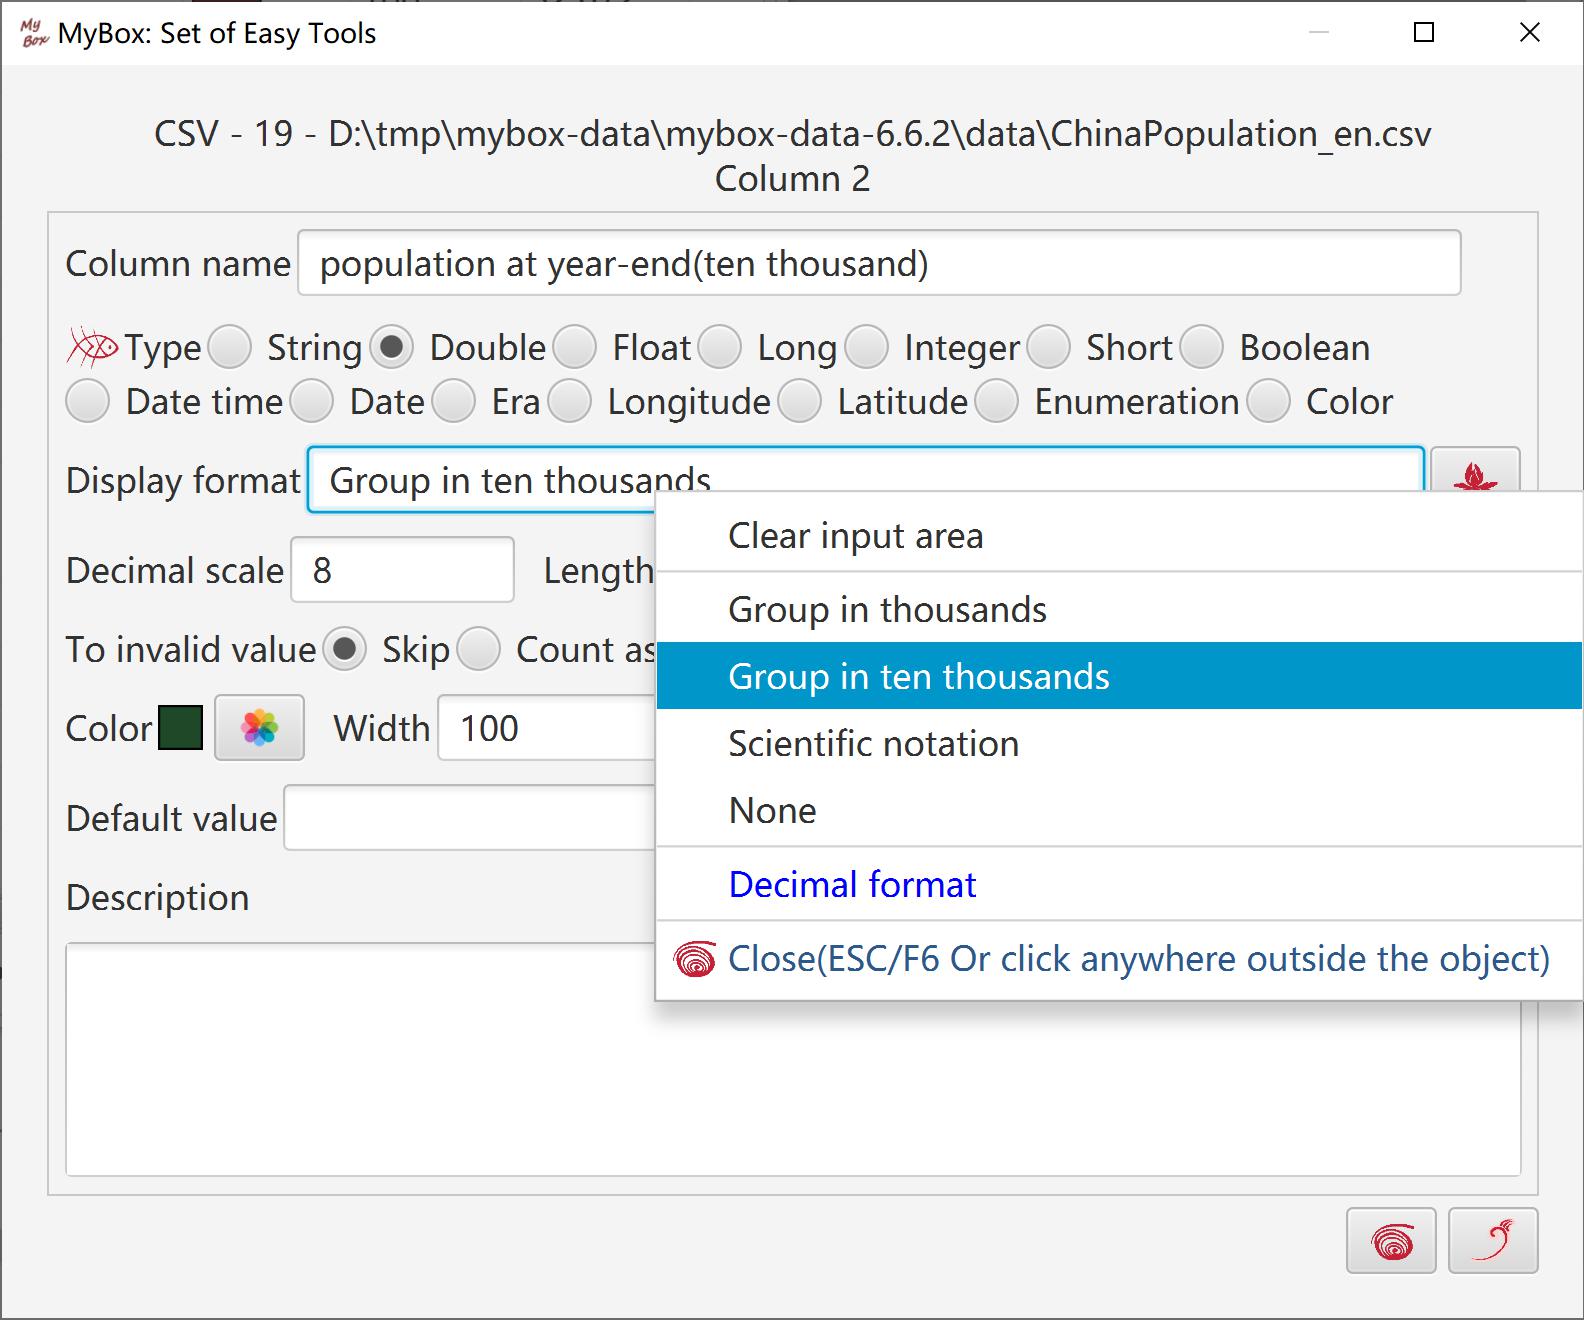 My Box MyBox: Set of Easy Tools
CSV - 19 - D:\tmp\mybox-data\mybox-data-6.6.2\data\ChinaPopulation_en.csv
Column 2
Column name population at year-end(ten thousand)
Type String Double Float Long Integer Short Boolean
Date time Date Era Longitude Latitude Enumeration Color
Display format Group in ten thousands
Clear input area
Decimal scale 8 Length
Group in thousands
To invalid value Skip Count as
Group in ten thousands
Color Width 100
Scientific notation
Default value
None
Description
Decimal format
Close(ESC/F6 Or click anywhere outside the object)